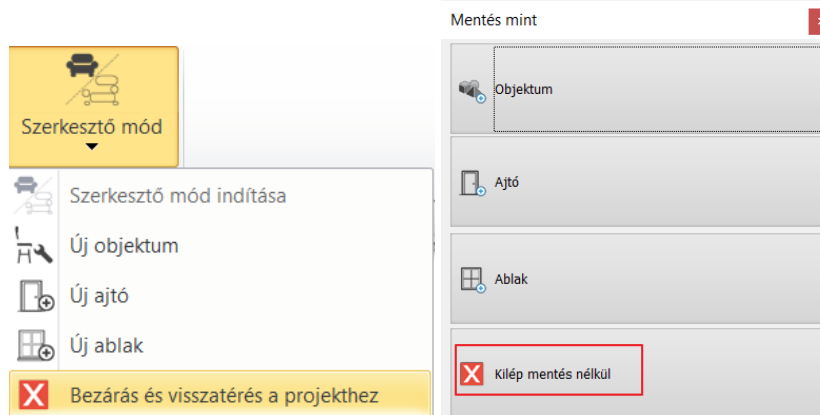 Szerkesztő mód
Szerkesztő mód indítása
Új objektum
Új ajtó
Új ablak
Bezárás és visszatérés a projekthez
Mentés mint
Objektum
Ajtó
Ablak
Kilép mentés nélkül